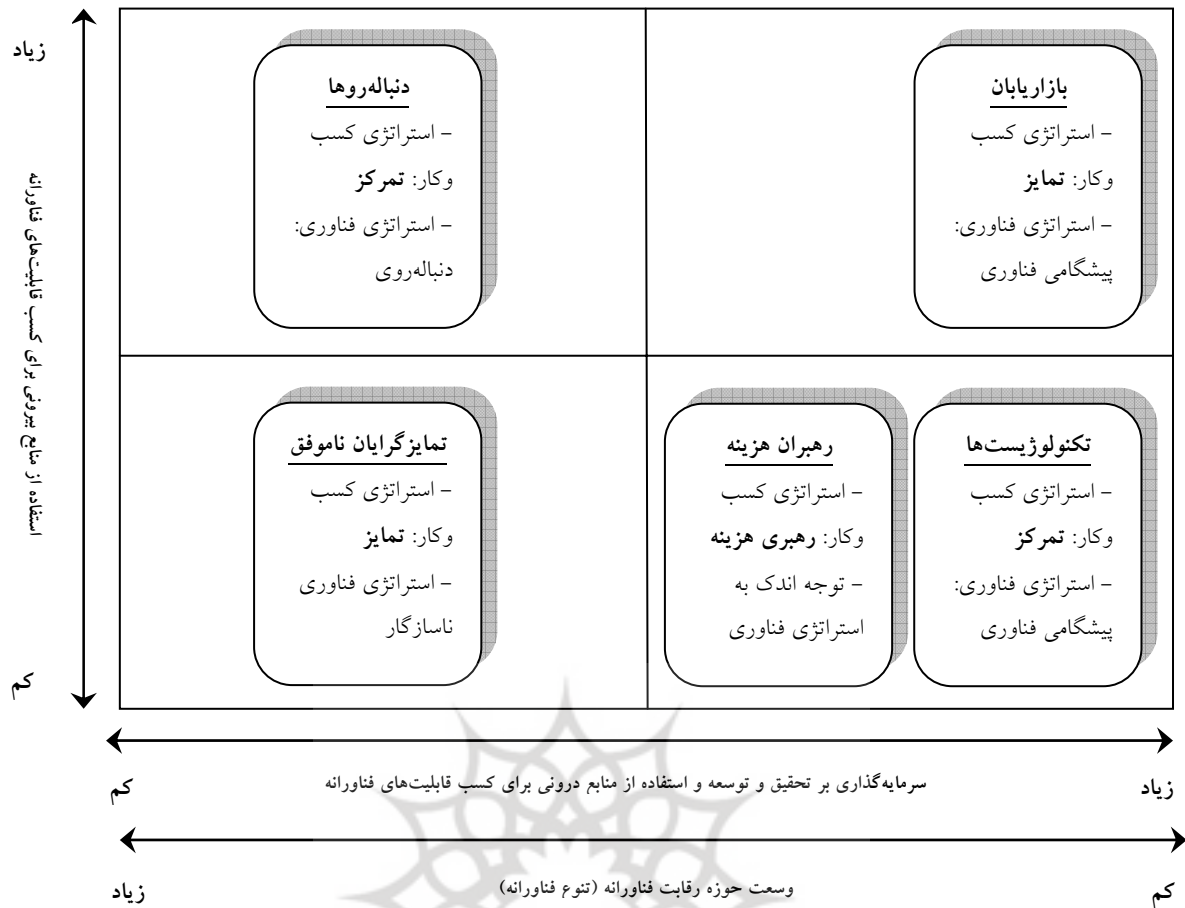 زیاد
استفاده از منابع بیرونی برای کسب قابلیت‌های فناورانه
کم
بازاریابان
- استراتژی کسب
وکار: تمایز
- استراتژی فناوری:
پیشگامی فناوری
دنباله‌روها
- استراتژی کسب
وکار: تمرکز
- استراتژی فناوری:
دنباله‌روی
تکنولوژیست‌ها
- استراتژی کسب
وکار: تمرکز
- استراتژی فناوری:
پیشگامی فناوری
رهبران هزینه
- استراتژی کسب
وکار: رهبری هزینه
- توجه اندک به
استراتژی فناوری
تمایزگرایان ناموفق
- استراتژی کسب
وکار: تمایز
- استراتژی فناوری
ناسازگار
زیاد
سرمایه‌گذاری بر تحقیق و توسعه و استفاده از منابع درونی برای کسب قابلیت‌های فناورانه
کم
کم
وسعت حوزه رقابت فناورانه (تنوع فناورانه)
زیاد